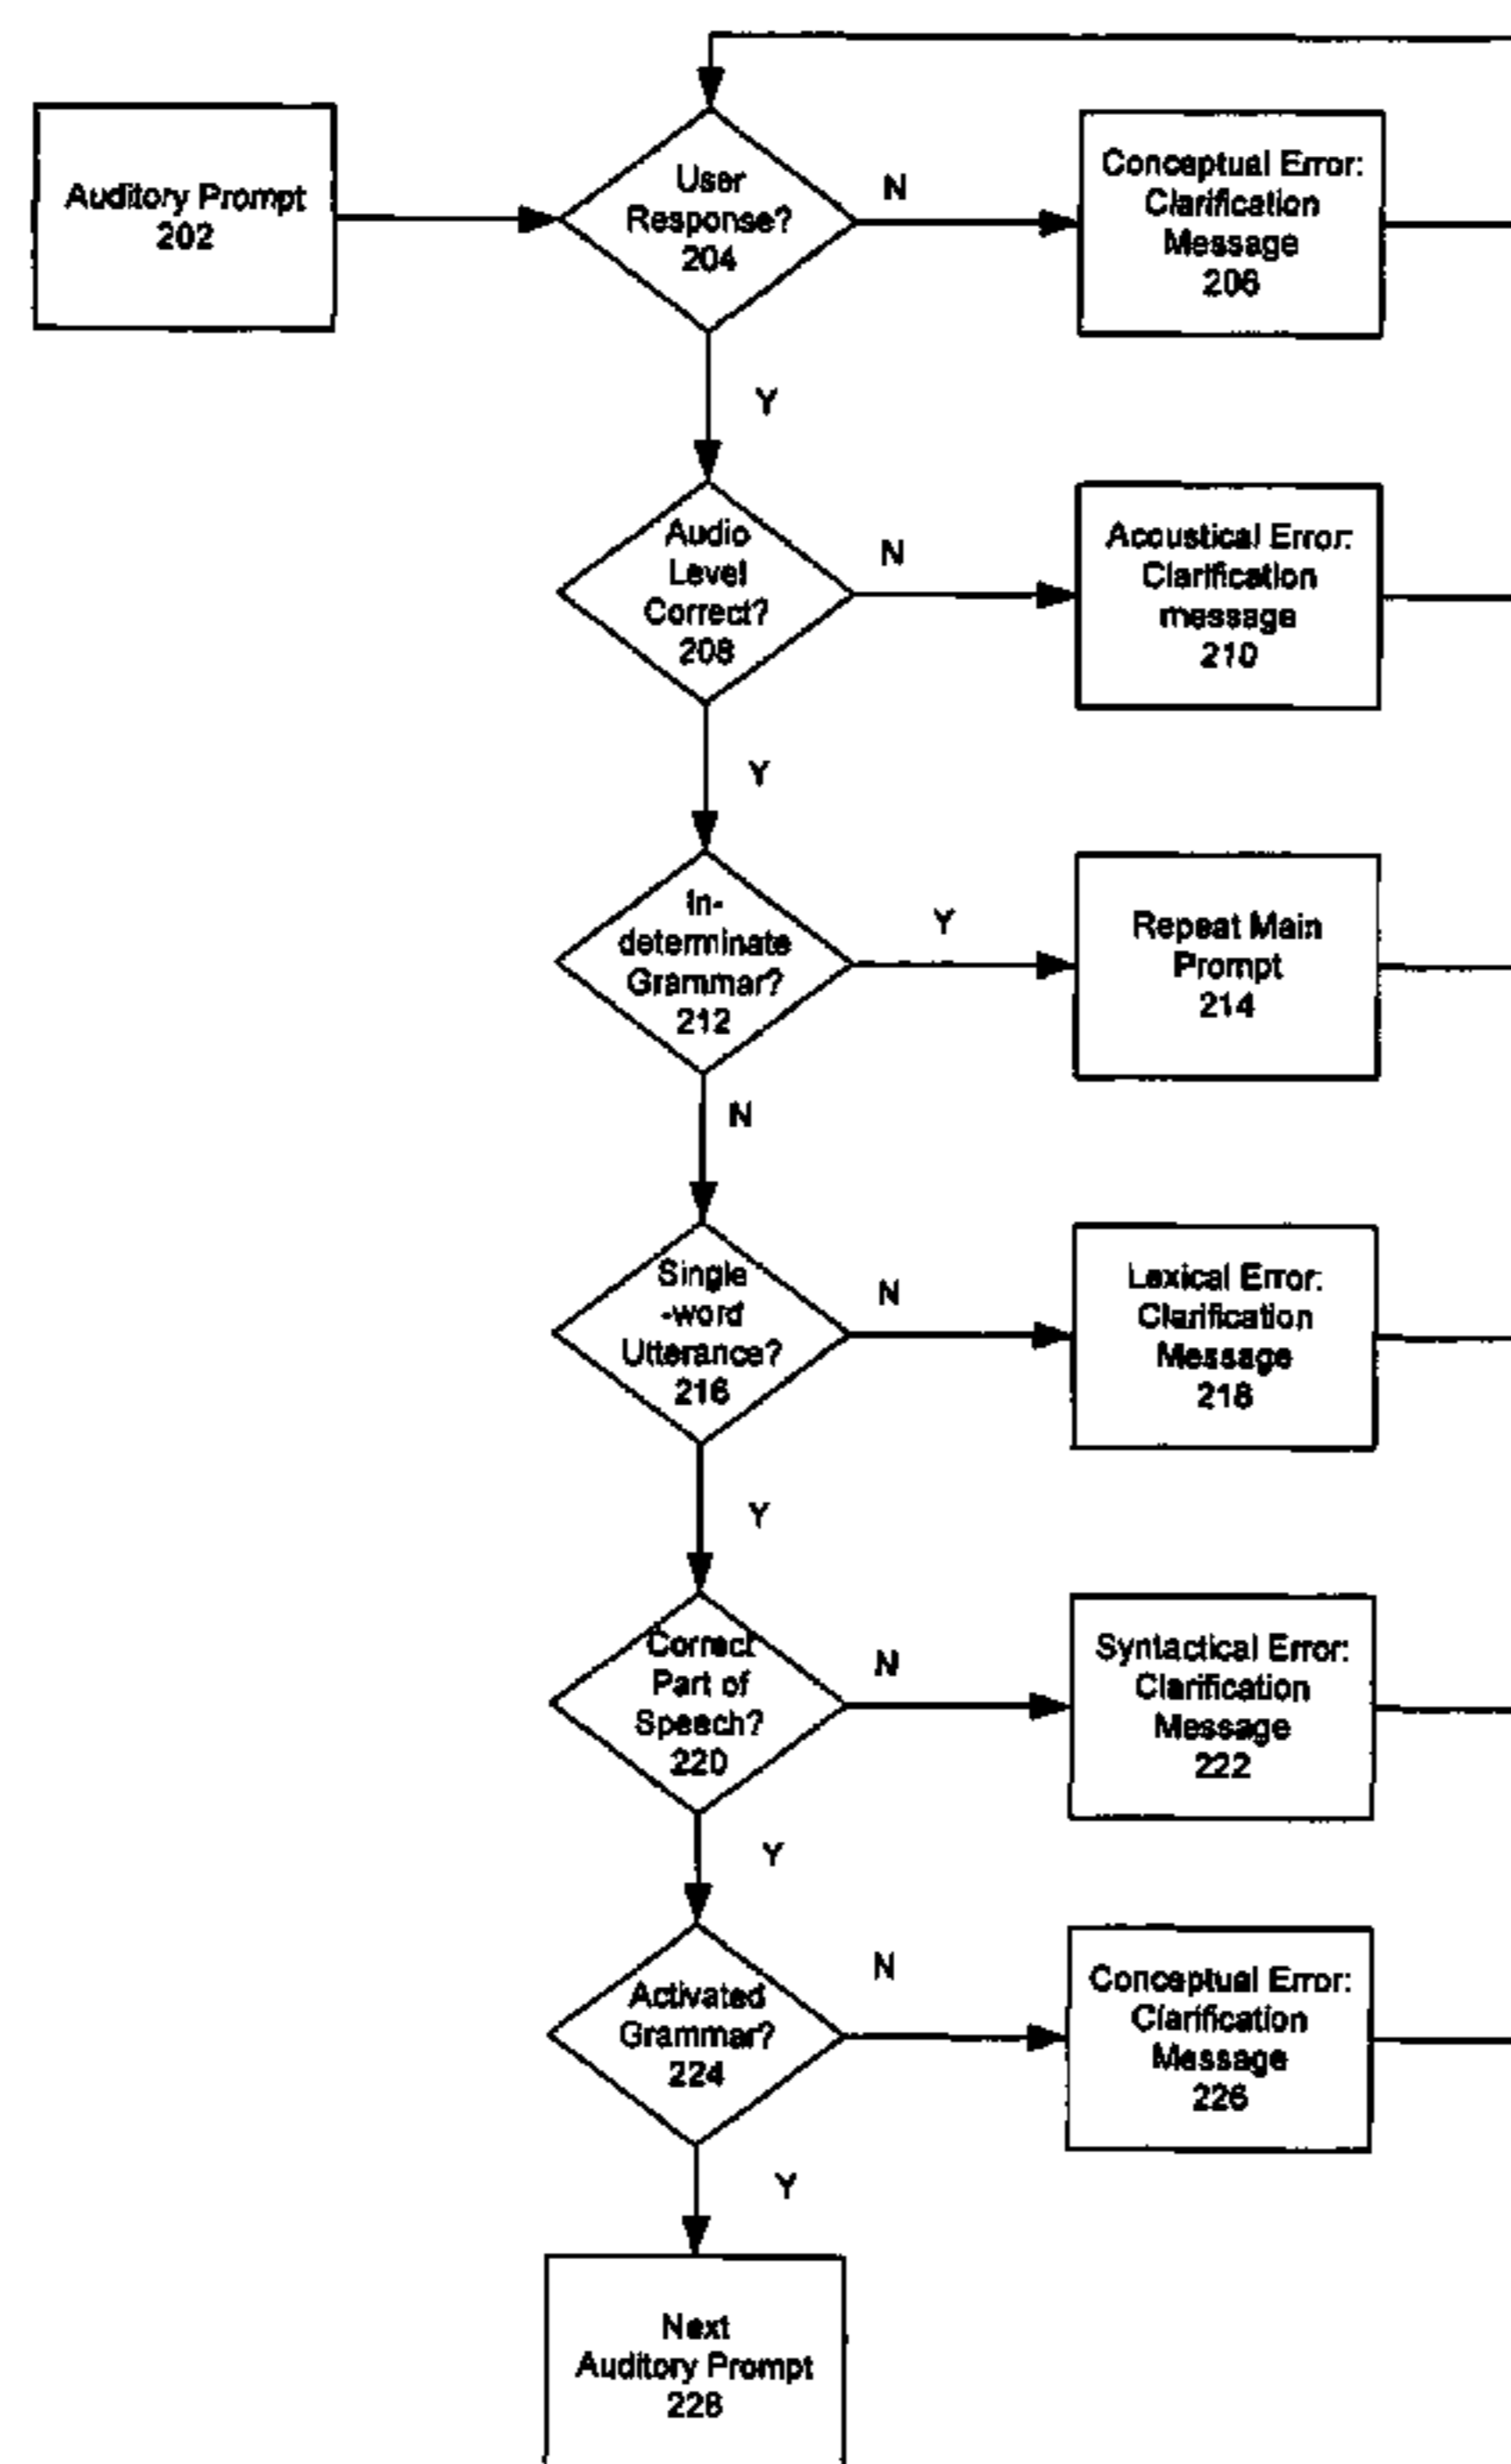 Auditory Prompt
202
User
Response?
204
N
Conceptual Error:
Clarification
Message
206
Y
Audio
Level
Correct?
208
N
Acoustical Error:
Clarification
message
210
Y
In-
determinate
Grammar?
212
Y
Repeat Main
Prompt
214
N
Single
-word
Utterance?
216
N
Lexical Error:
Clarification
Message
218
Y
Correct
Part of
Speech?
220
N
Syntactical Error:
Clarification
Message
222
Y
Activated
Grammar?
224
N
Conceptual Error:
Clarification
Message
226
Y
Next
Auditory Prompt
228